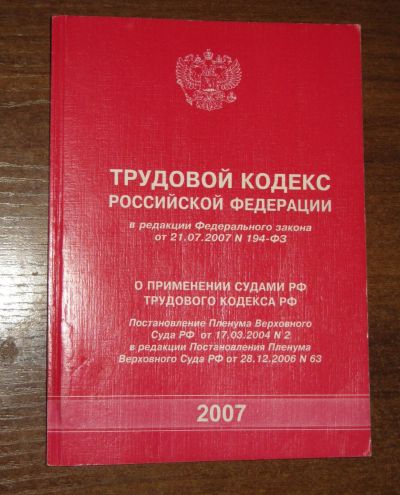 ТРУДОВОЙ КОДЕКС
РОССИЙСКОЙ ФЕДЕРАЦИИ
в редакции Федерального закона
от 21.07.2007 N 194-ФЗ
О ПРИМЕНЕНИИ СУДАМИ РФ
ТРУДОВОГО КОДЕКСА РФ
Постановление Пленума Верховного
Суда РФ от 17.03.2004 N 2
в редакции Постановления Пленума
Верховного Суда РФ от 28.12.2006 N 63
2007